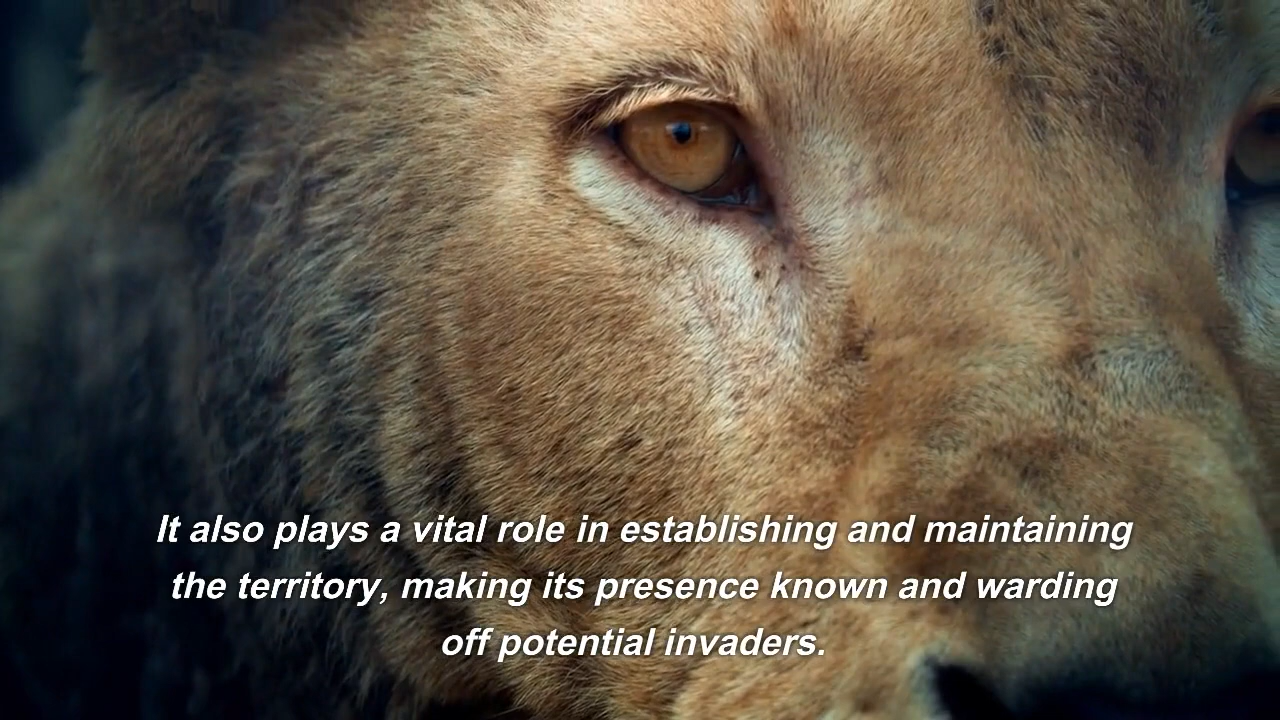 It also plays a vital role in establishing and maintaining
the territory, making its presence known and warding
off potential invaders.